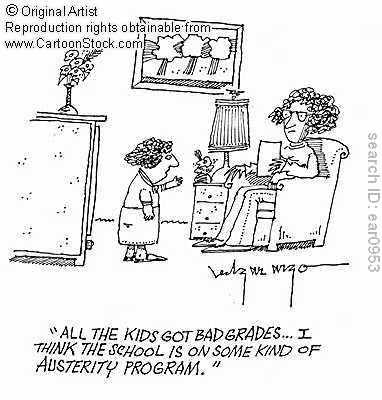 © Original Artist
Reproduction rights obtainable from
www.CartoonStock.com
search ID: ear0953
"ALL THE KIDS GOT BAD GRADES... I
THINK THE SCHOOL IS ON SOME KIND OF
AUSTERITY PROGRAM."